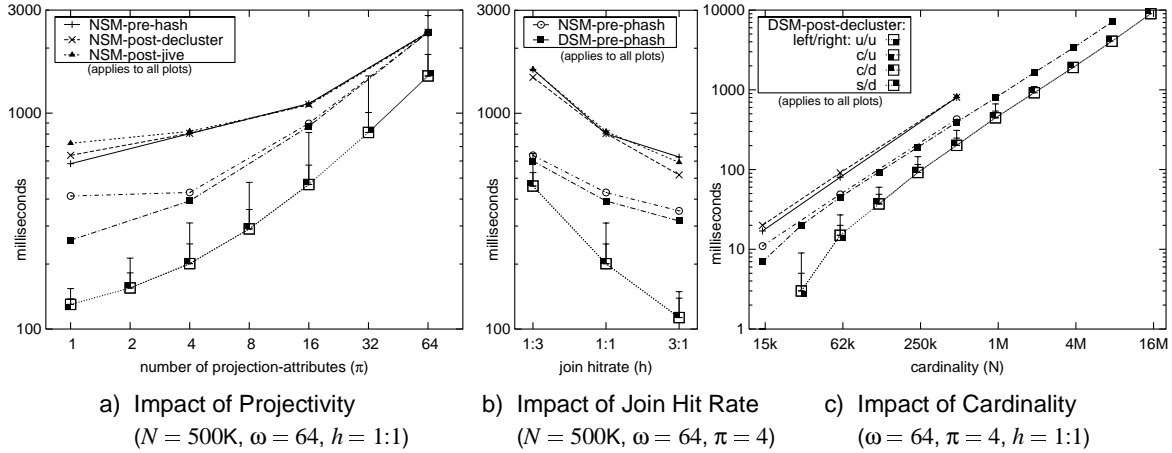 3000
1000
100
milliseconds
NSM-pre-hash
NSM-post-decluster
NSM-post-jive
(applies to all plots)
1 2 4 8 16 32 64
number of projection-attributes (π)
3000
1000
100
milliseconds
NSM-pre-phash
DSM-pre-phash
(applies to all plots)
1:3 1:1 3:1
join hitrate (h)
10000
1000
100
10
1
milliseconds
DSM-post-decluster:
left/right: u/u
c/u
c/d
s/d
(applies to all plots)
15k 62k 250k 1M 4M 16M
cardinality (N)
a) Impact of Projectivity
(N = 500K, ω = 64, h = 1:1)
b) Impact of Join Hit Rate
(N = 500K, ω = 64, π = 4)
c) Impact of Cardinality
(ω = 64, π = 4, h = 1:1)